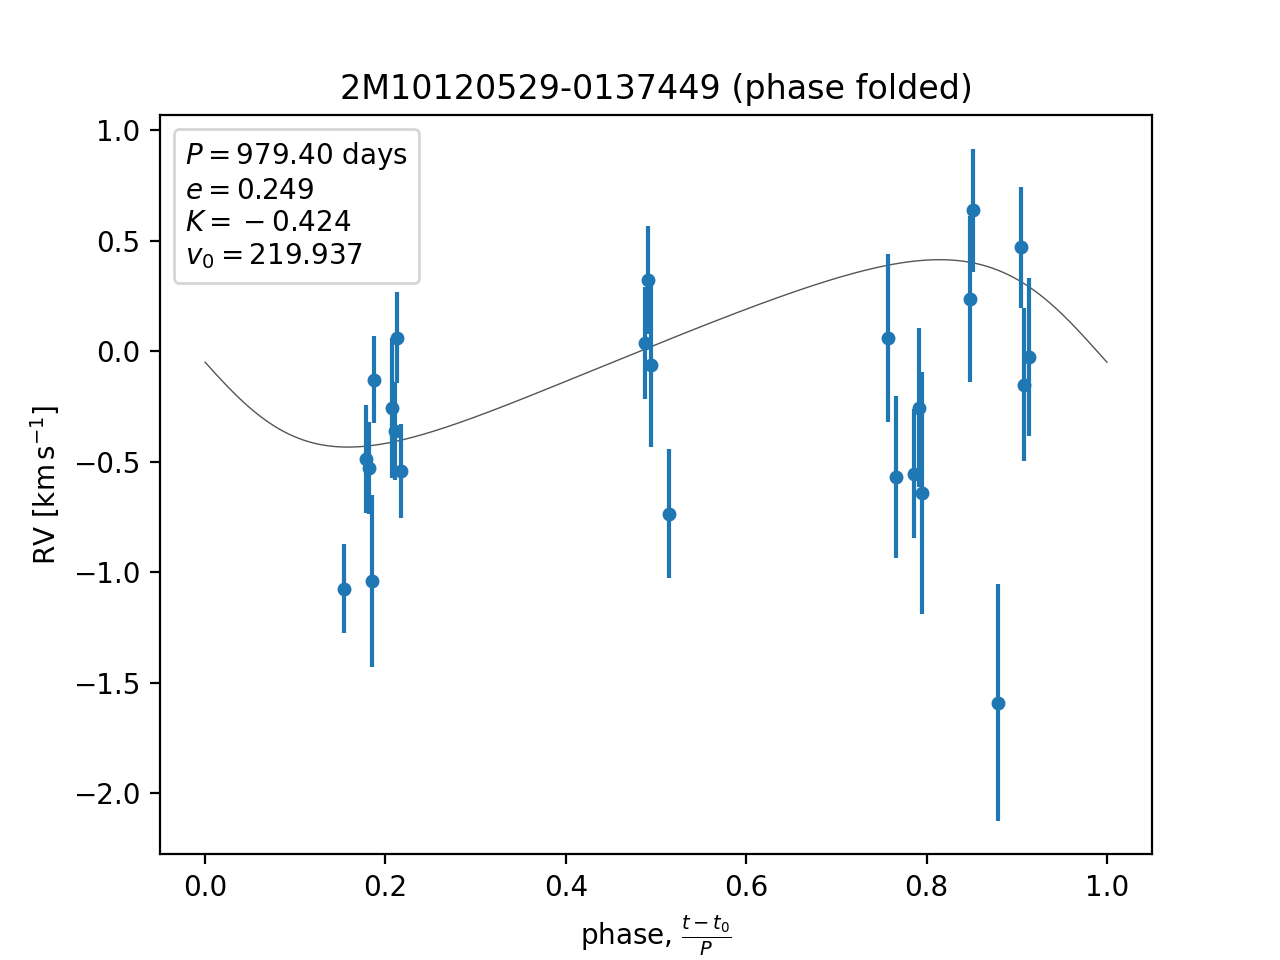 2M10120529-0137449 (phase folded)
P = 979.40 days
e = 0.249
K = −0.424
v₀ = 219.937
1.0
0.5
0.0
−0.5
−1.0
−1.5
−2.0
RV [km s⁻¹]
0.0 0.2 0.4 0.6 0.8 1.0
phase, (t − t₀)/P